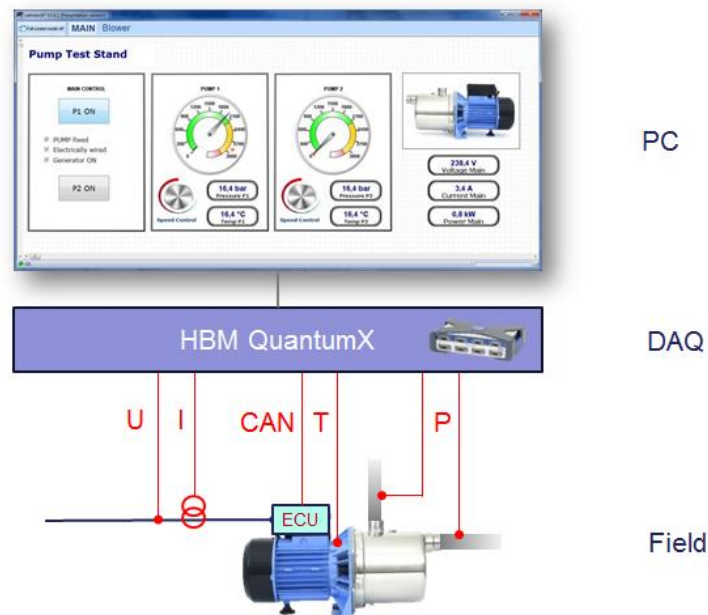 MAIN Blower
Pump Test Stand
MAIN CONTROL
P1 ON
PUMP fixed
Electrically wired
Generator ON
P2 ON
PUMP 1
Speed Control
16,4 bar
Pressure P1
16,4 °C
Temp P1
PUMP 2
Speed Control
16,4 bar
Pressure P2
16,4 °C
Temp P2
238,4 V
Voltage Main
3,4 A
Current Main
0,8 kW
Power Main
PC
HBM QuantumX
DAQ
U I CAN T P
ECU
Field